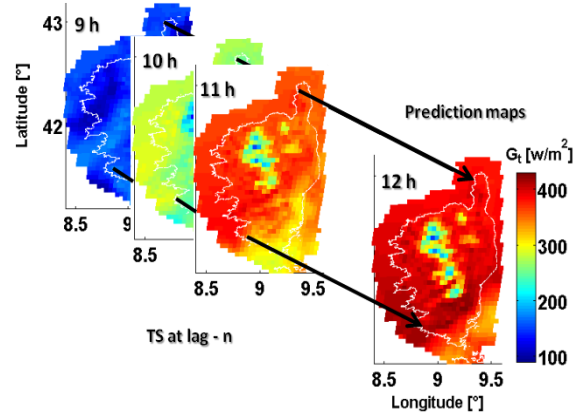 43
9 h
10 h
11 h
Latitude [°]
42
Prediction maps
12 h
G_t [w/m²]
400
300
200
100
8.5 9
8.5
8.5 9 9.5
TS at lag - n
8.5 9 9.5
Longitude [°]